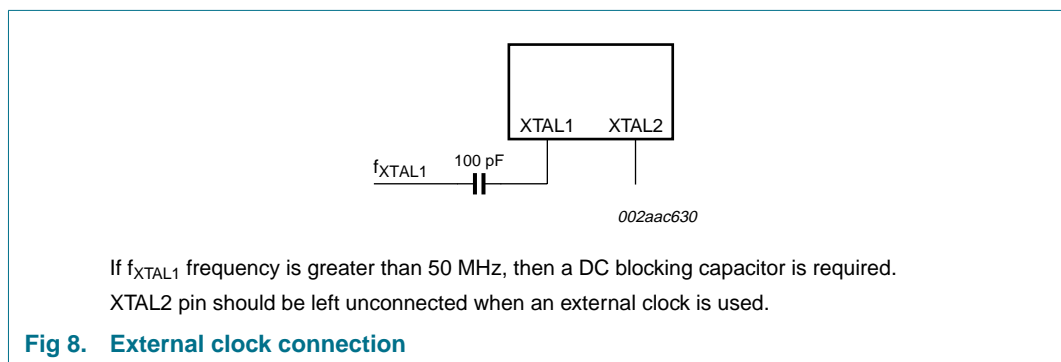 XTAL1 XTAL2
fXTAL1 100 pF
002aac630
If fXTAL1 frequency is greater than 50 MHz, then a DC blocking capacitor is required.
XTAL2 pin should be left unconnected when an external clock is used.
Fig 8. External clock connection